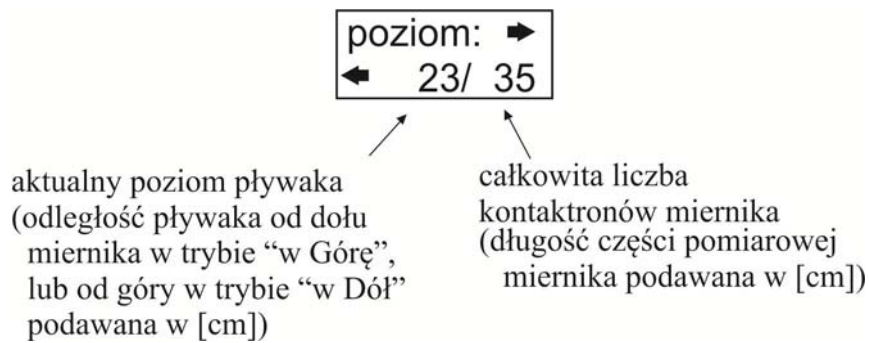 poziom: 🡆
🡄 23/ 35
aktualny poziom pływaka
(odległość pływaka od dołu
miernika w trybie “w Górę”,
lub od góry w trybie “w Dół”
podawana w [cm])
całkowita liczba
kontaktronów miernika
(długość części pomiarowej
miernika podawana w [cm])